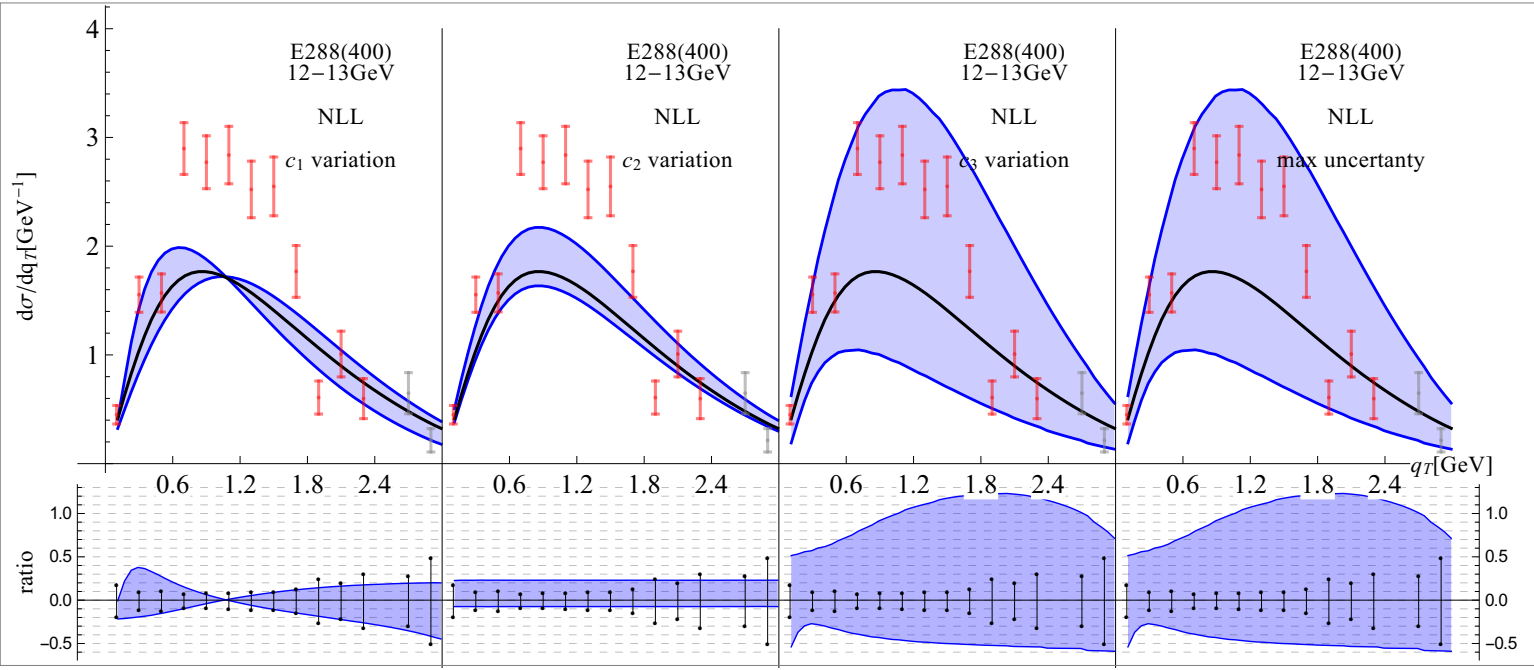 4
3
2
1
dσ/dqT[GeV⁻¹]
E288(400)
12−13GeV
NLL
c₁ variation
E288(400)
12−13GeV
NLL
c₂ variation
E288(400)
12−13GeV
NLL
c₃ variation
E288(400)
12−13GeV
NLL
max uncertanty
qT[GeV]
0.6 1.2 1.8 2.4
0.6 1.2 1.8 2.4
0.6 1.2 1.8 2.4
0.6 1.2 1.8 2.4
ratio
1.0
0.5
0.0
−0.5
1.0
0.5
0.0
−0.5